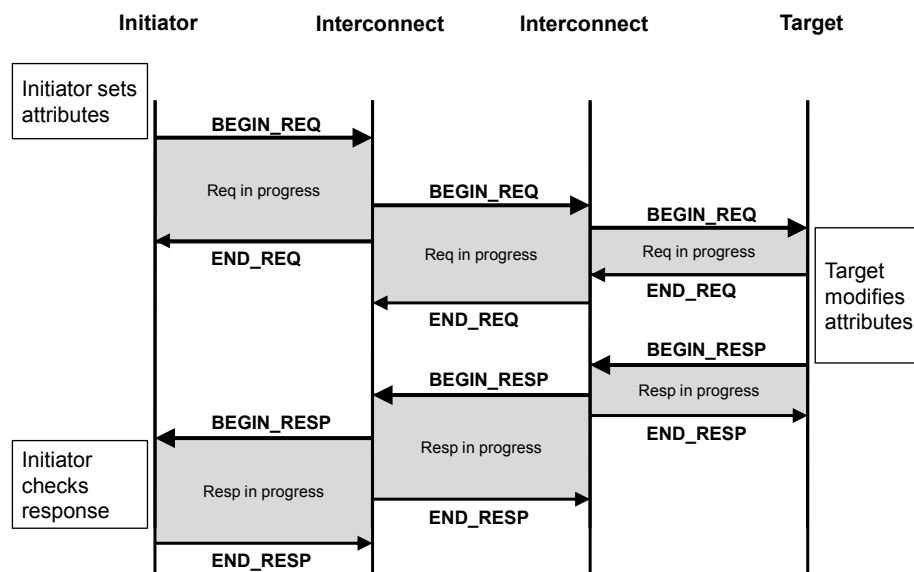 Initiator
Interconnect
Interconnect
Target
Initiator sets
attributes
BEGIN_REQ
Req in progress
BEGIN_REQ
BEGIN_REQ
END_REQ
Req in progress
Req in progress
END_REQ
Target
modifies
attributes
END_REQ
BEGIN_RESP
BEGIN_RESP
Resp in progress
BEGIN_RESP
END_RESP
Resp in progress
Initiator
checks
response
Resp in progress
END_RESP
END_RESP